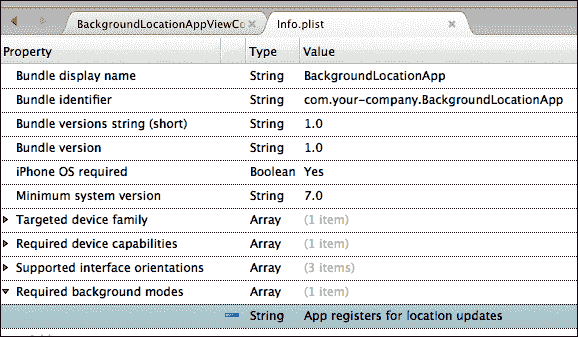 BackgroundLocationAppViewCo Info.plist
Property Type Value
Bundle display name String BackgroundLocationApp
Bundle identifier String com.your-company.BackgroundLocationApp
Bundle versions string (short) String 1.0
Bundle version String 1.0
iPhone OS required Boolean Yes
Minimum system version String 7.0
Targeted device family Array (1 item)
Required device capabilities Array (1 item)
Supported interface orientations Array (3 items)
Required background modes Array (1 item)
String App registers for location updates